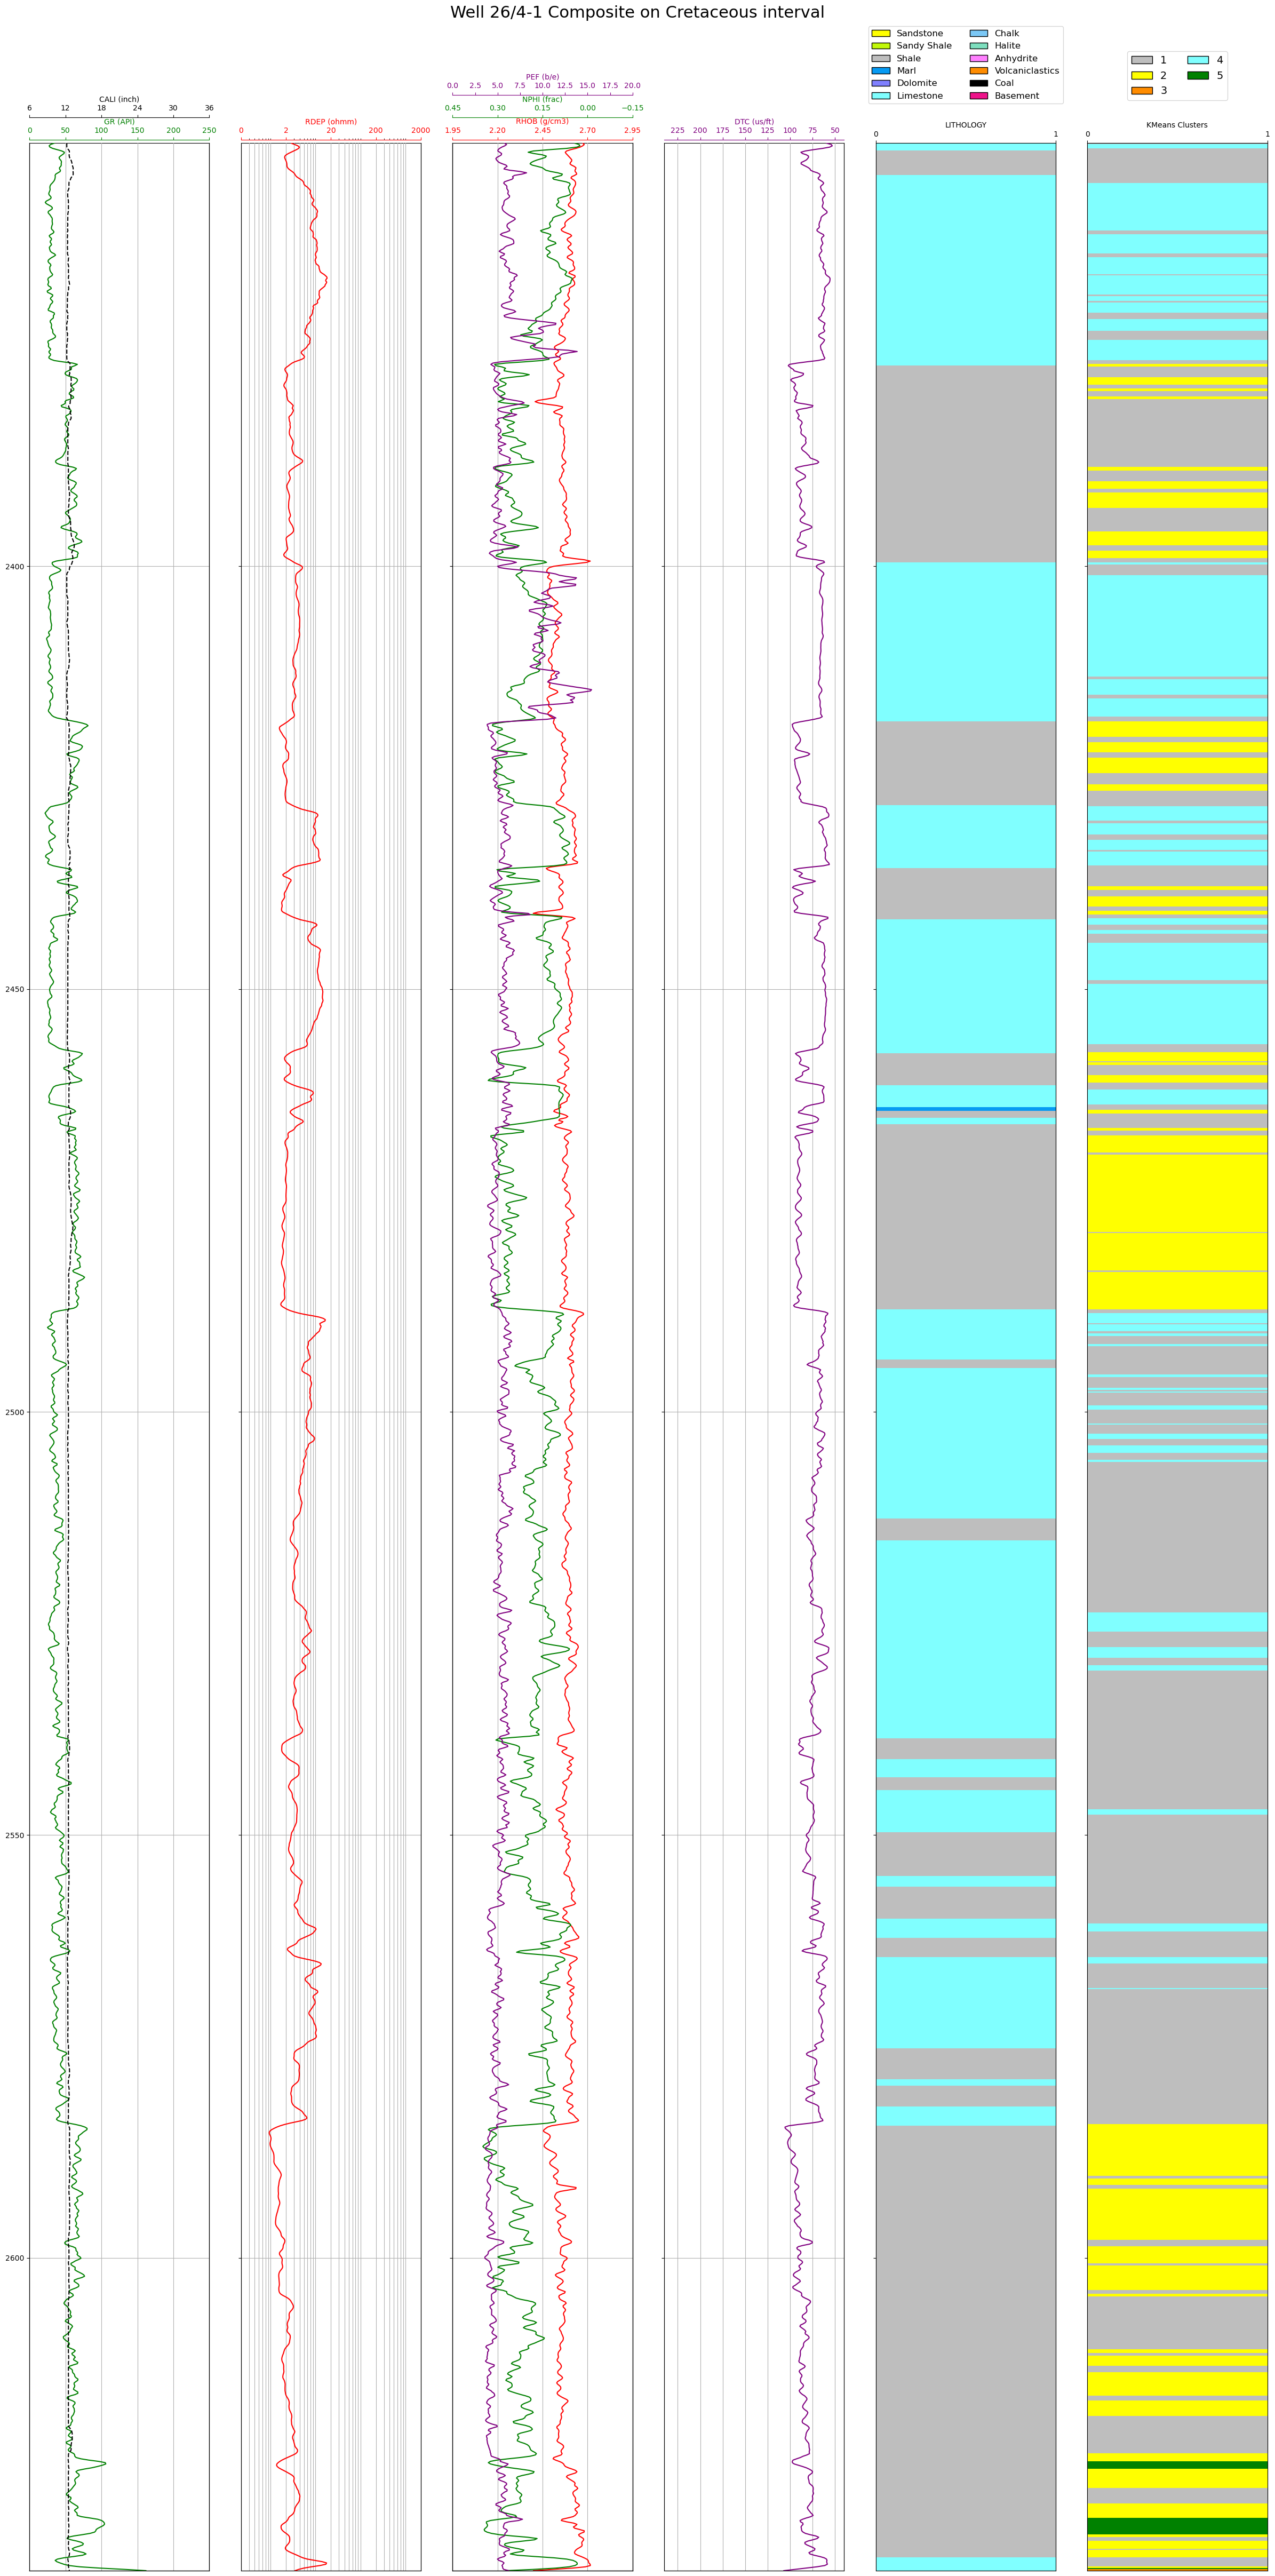 Well 26/4-1 Composite on Cretaceous interval
Sandstone Chalk
Sandy Shale Halite
Shale Anhydrite
Marl Volcaniclastics
Dolomite Coal
Limestone Basement
1 4
2 5
3
PEF (b/e)
0.0 2.5 5.0 7.5 10.0 12.5 15.0 17.5 20.0
CALI (inch) NPHI (frac)
6 12 18 24 30 36 0.45 0.30 0.15 0.00 −0.15
GR (API) RDEP (ohmm) RHOB (g/cm3) DTC (us/ft) LITHOLOGY KMeans Clusters
0 50 100 150 200 250 0 2 20 200 2000 1.95 2.20 2.45 2.70 2.95 225 200 175 150 125 100 75 50 0 1 0 1
2400
2450
2500
2550
2600